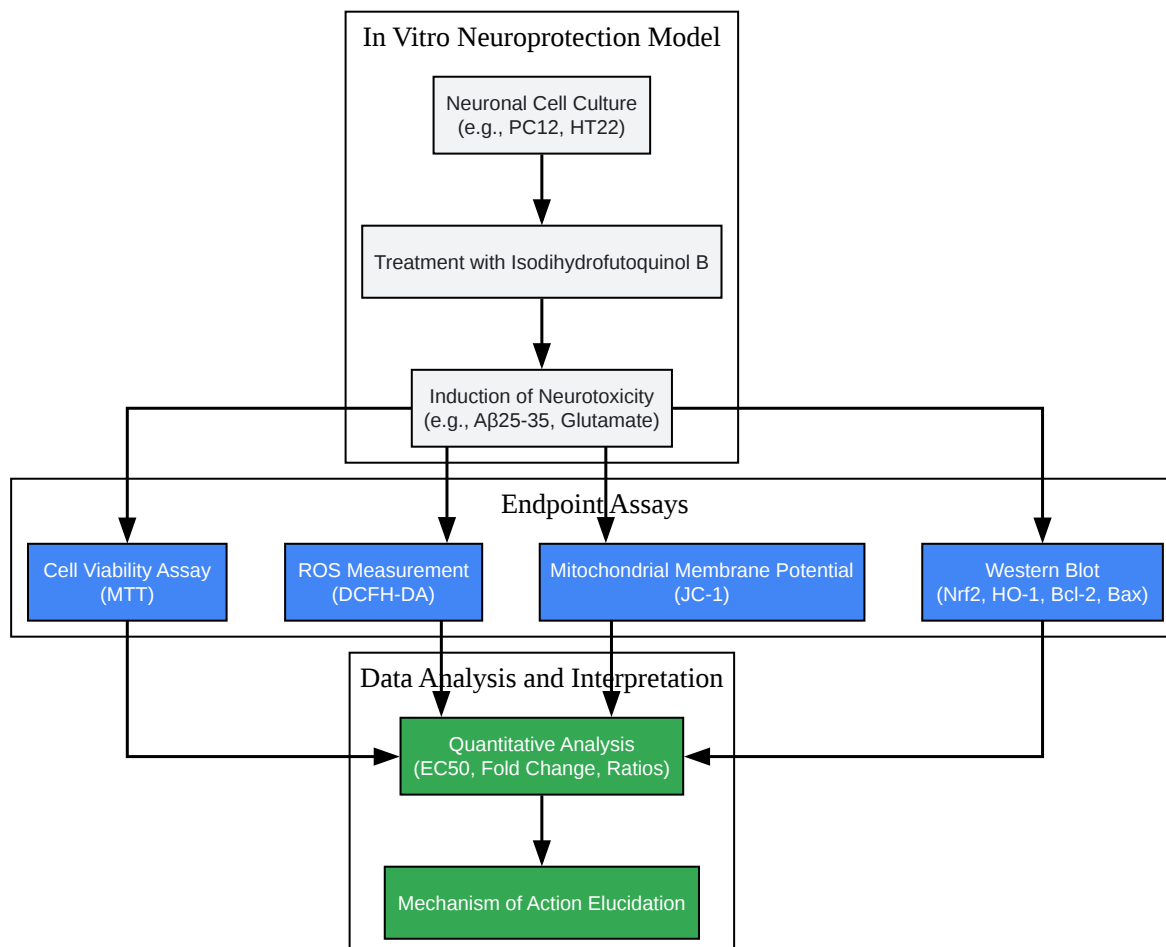 In Vitro Neuroprotection Model
Neuronal Cell Culture
(e.g., PC12, HT22)
Treatment with Isodihydrofutoquinol B
Induction of Neurotoxicity
(e.g., Aβ25-35, Glutamate)
Endpoint Assays
Cell Viability Assay
(MTT)
ROS Measurement
(DCFH-DA)
Mitochondrial Membrane Potential
(JC-1)
Western Blot
(Nrf2, HO-1, Bcl-2, Bax)
Data Analysis and Interpretation
Quantitative Analysis
(EC50, Fold Change, Ratios)
Mechanism of Action Elucidation